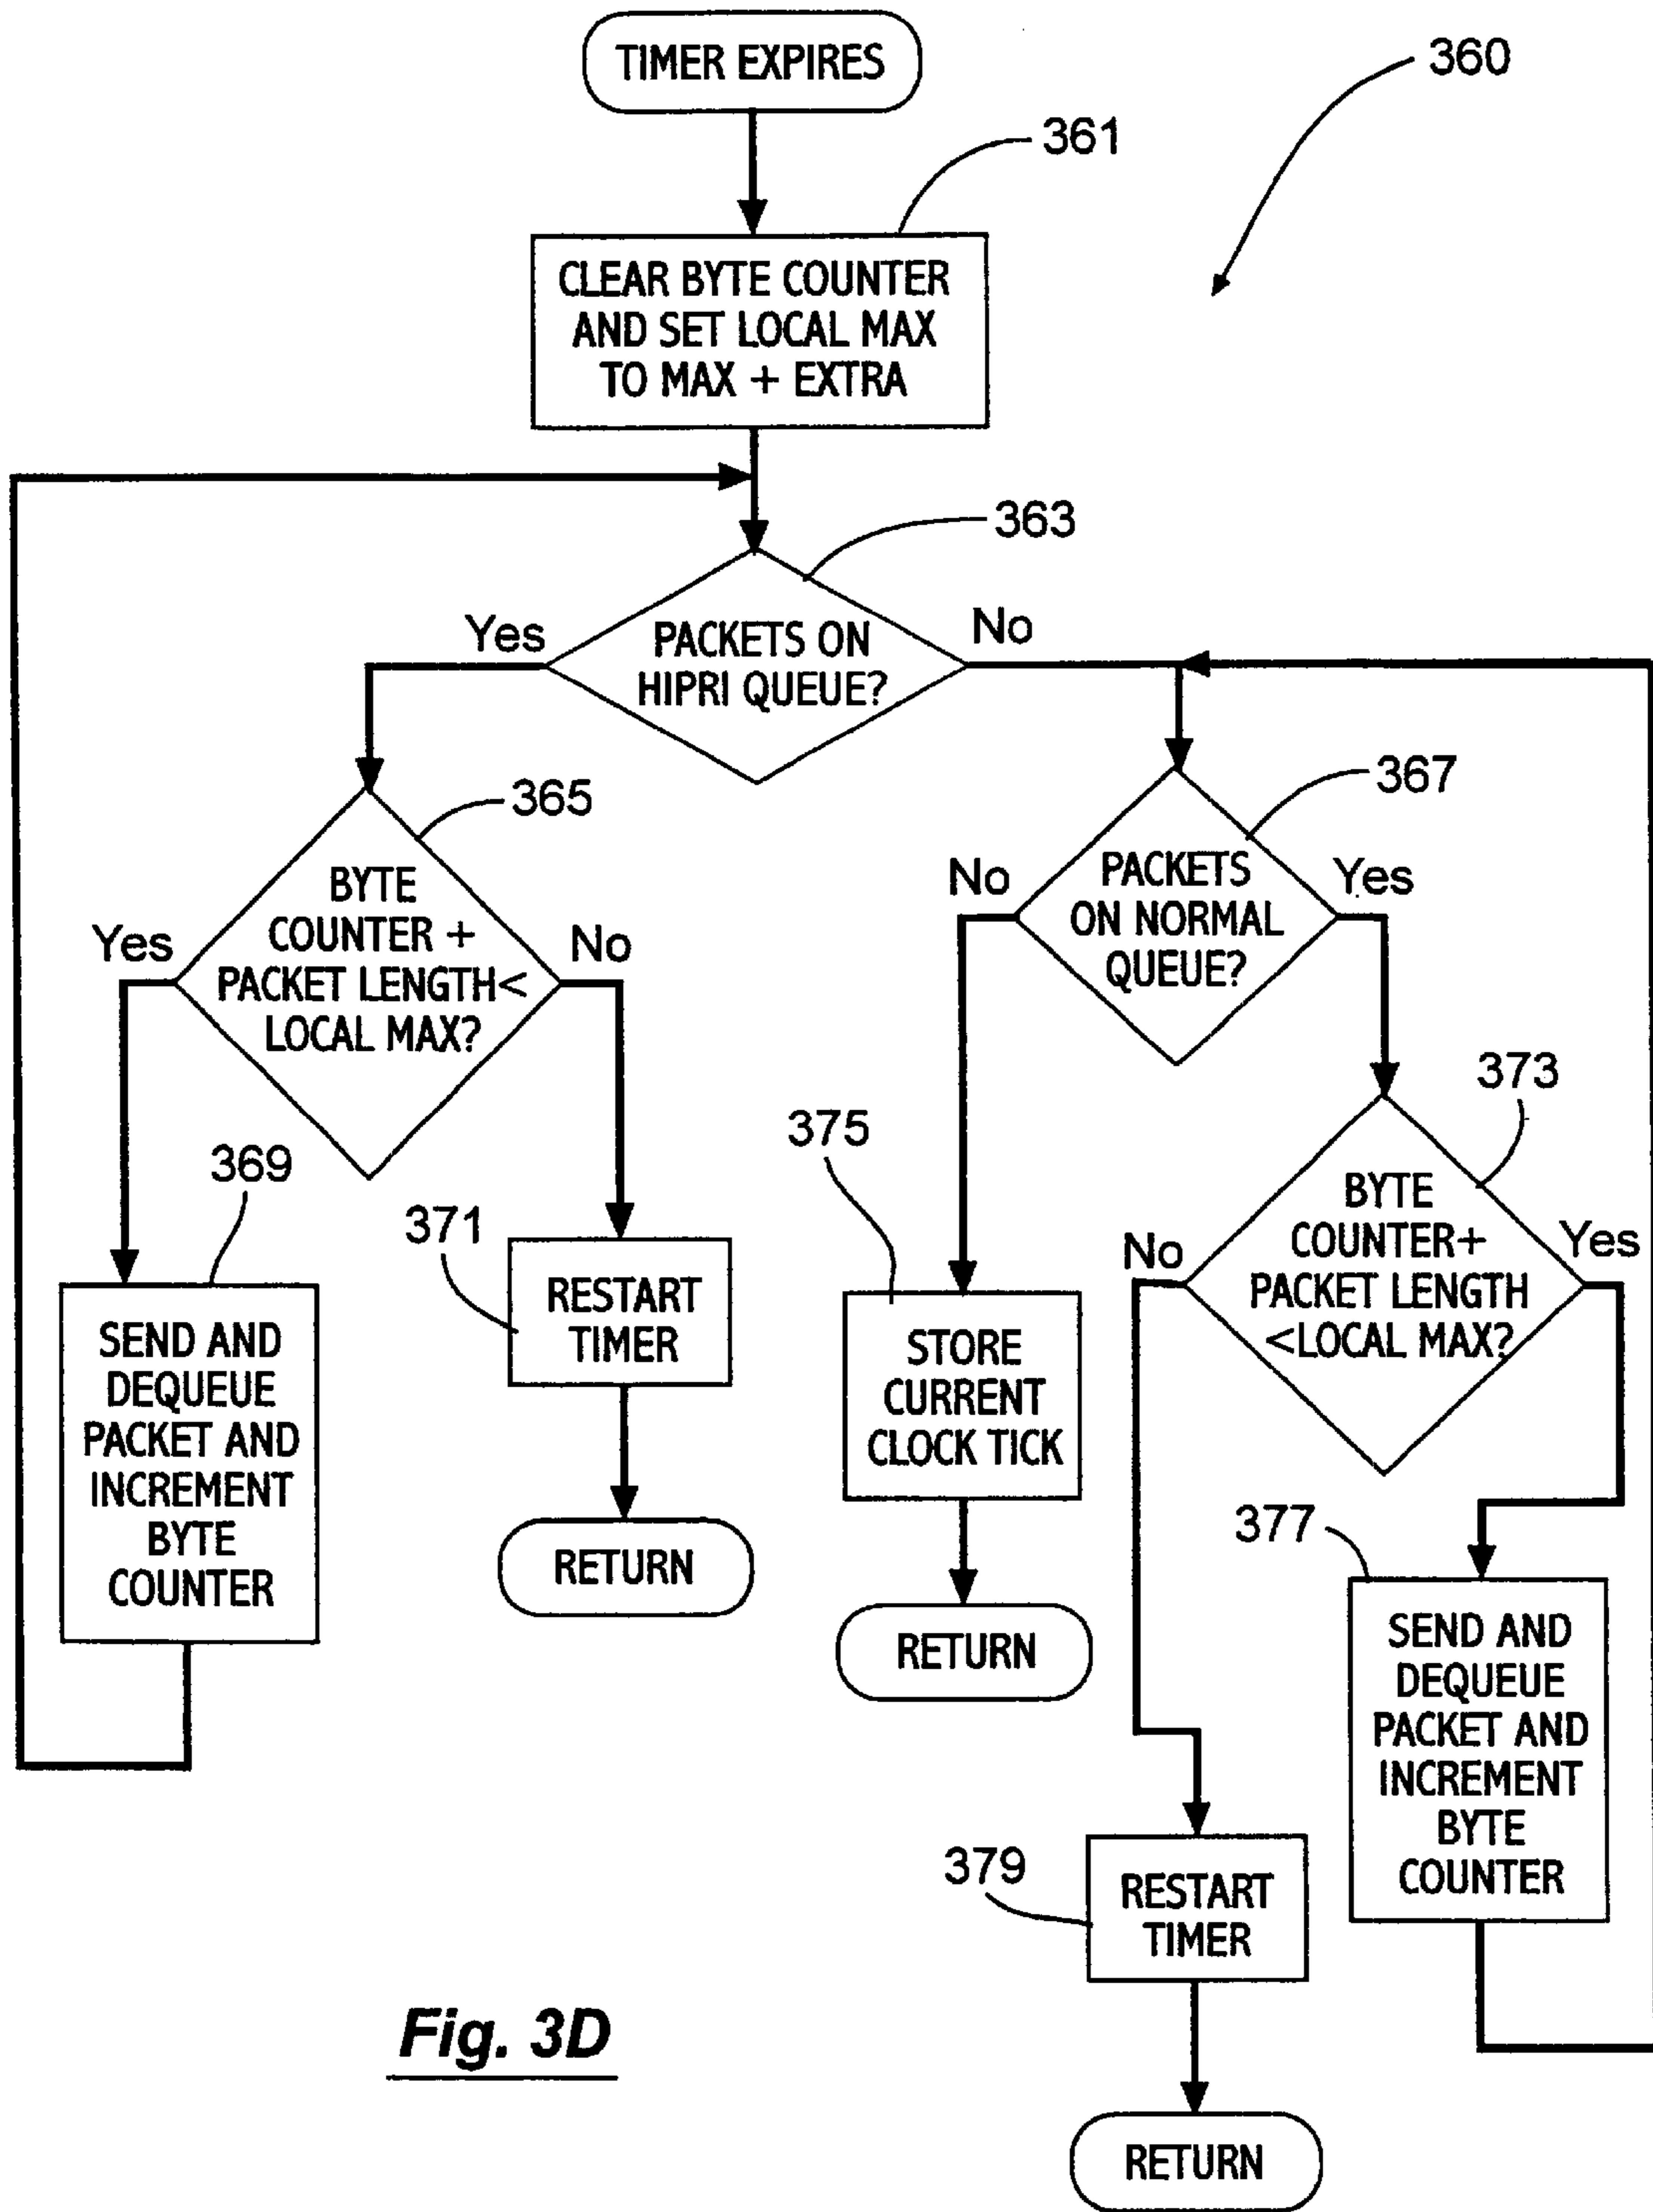 TIMER EXPIRES
360
361
CLEAR BYTE COUNTER
AND SET LOCAL MAX
TO MAX + EXTRA
363
Yes
PACKETS ON
HIPRI QUEUE?
No
365
BYTE
COUNTER +
PACKET LENGTH<
LOCAL MAX?
Yes
No
367
PACKETS
ON NORMAL
QUEUE?
No
Yes
369
SEND AND
DEQUEUE
PACKET AND
INCREMENT
BYTE
COUNTER
371
RESTART
TIMER
RETURN
375
STORE
CURRENT
CLOCK TICK
RETURN
373
BYTE
COUNTER+
PACKET LENGTH
<LOCAL MAX?
No
Yes
377
SEND AND
DEQUEUE
PACKET AND
INCREMENT
BYTE
COUNTER
379
RESTART
TIMER
RETURN
Fig. 3D